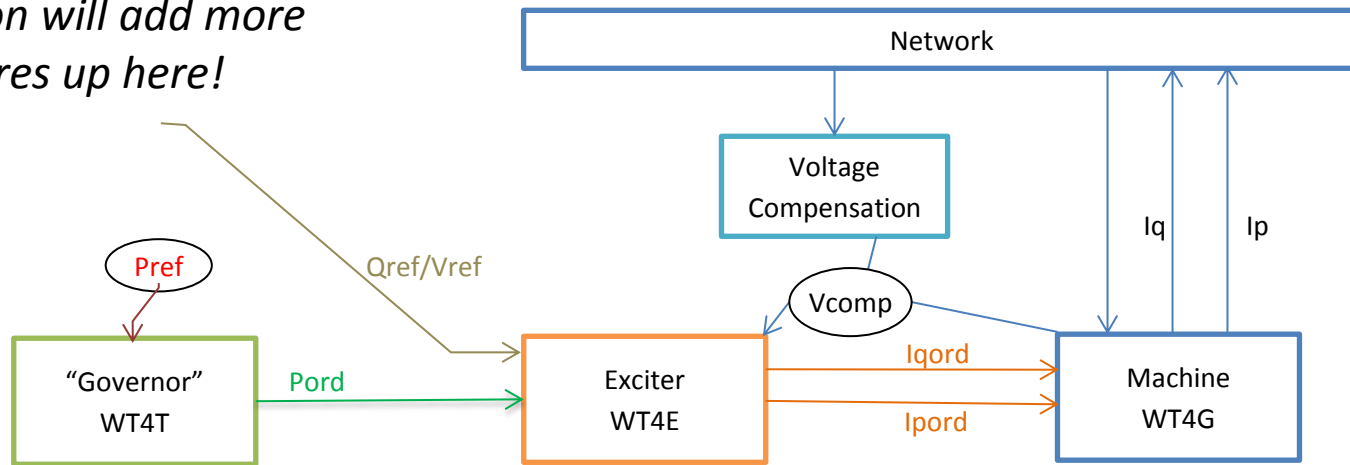 on will add more
res up here!
Network
Voltage
Compensation
Iq
Ip
Pref
Qref/Vref
Vcomp
"Governor"
WT4T
Pord
Exciter
WT4E
Iqord
Ipord
Machine
WT4G